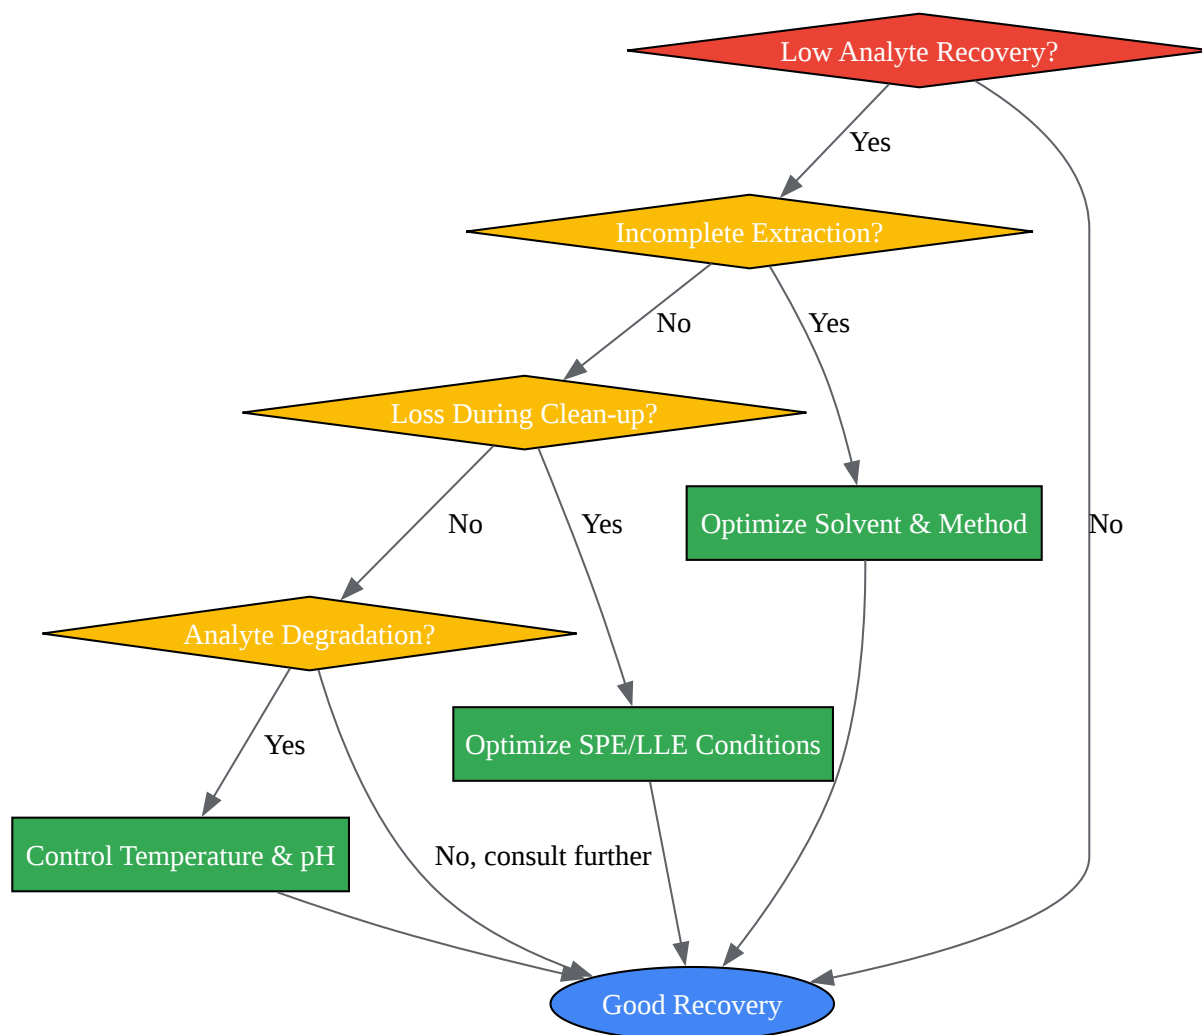 Low Analyte Recovery?
Yes
Incomplete Extraction?
No
Yes
Loss During Clean-up?
Optimize Solvent & Method
No
Yes
No
Analyte Degradation?
Yes
Optimize SPE/LLE Conditions
Control Temperature & pH
No, consult further
Good Recovery